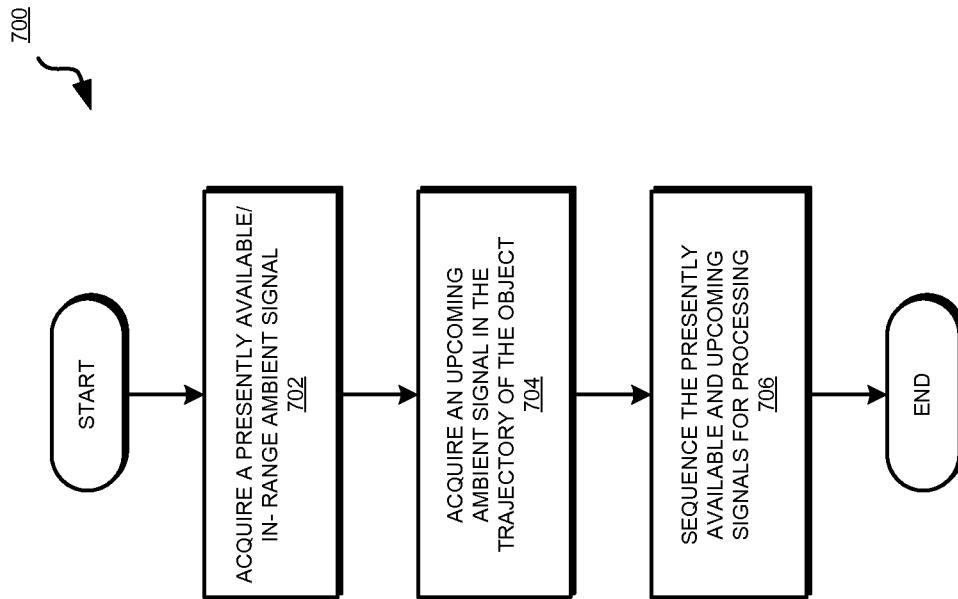 700
START
ACQUIRE A PRESENTLY AVAILABLE/
IN- RANGE AMBIENT SIGNAL
702
ACQUIRE AN UPCOMING
AMBIENT SIGNAL IN THE
TRAJECTORY OF THE OBJECT
704
SEQUENCE THE PRESENTLY
AVAILABLE AND UPCOMING
SIGNALS FOR PROCESSING
706
END